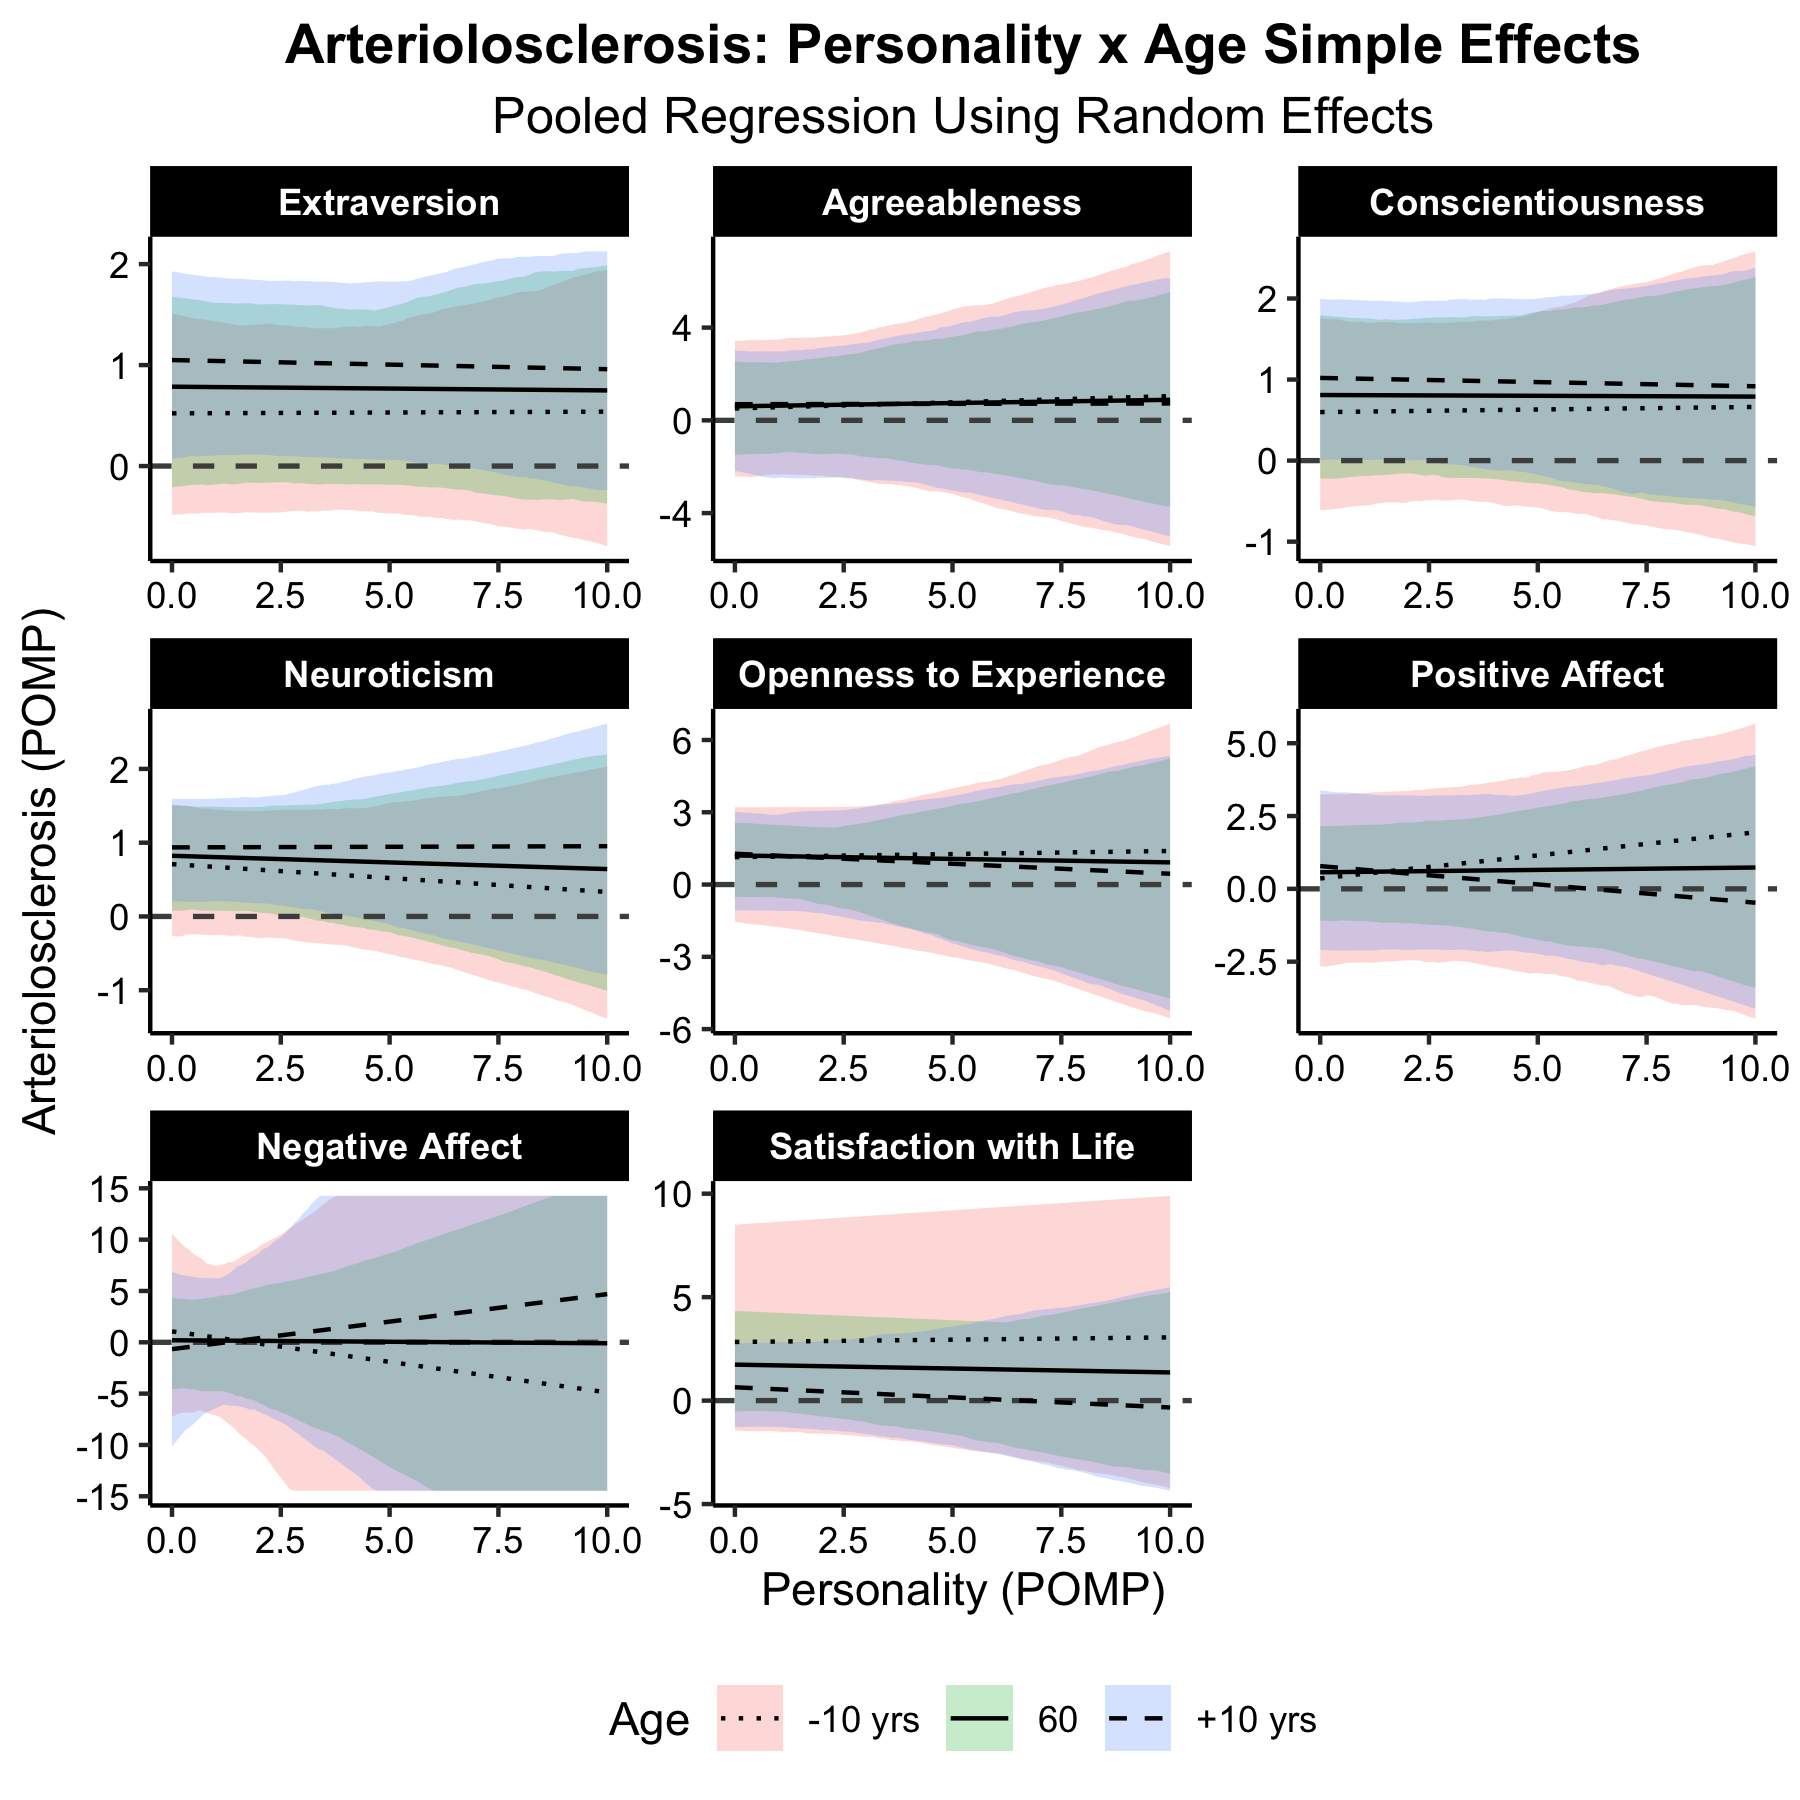 Arteriolosclerosis: Personality x Age Simple Effects
Pooled Regression Using Random Effects
Extraversion
Agreeableness
Conscientiousness
2
1
0
0.0 2.5 5.0 7.5 10.0
4
0
-4
0.0 2.5 5.0 7.5 10.0
2
1
0
-1
0.0 2.5 5.0 7.5 10.0
Arteriolosclerosis (POMP)
Neuroticism
Openness to Experience
Positive Affect
2
1
0
-1
0.0 2.5 5.0 7.5 10.0
6
3
0
-3
-6
0.0 2.5 5.0 7.5 10.0
5.0
2.5
0.0
-2.5
0.0 2.5 5.0 7.5 10.0
Negative Affect
Satisfaction with Life
15
10
5
0
-5
-10
-15
0.0 2.5 5.0 7.5 10.0
10
5
0
-5
0.0 2.5 5.0 7.5 10.0
Personality (POMP)
Age -10 yrs 60 +10 yrs